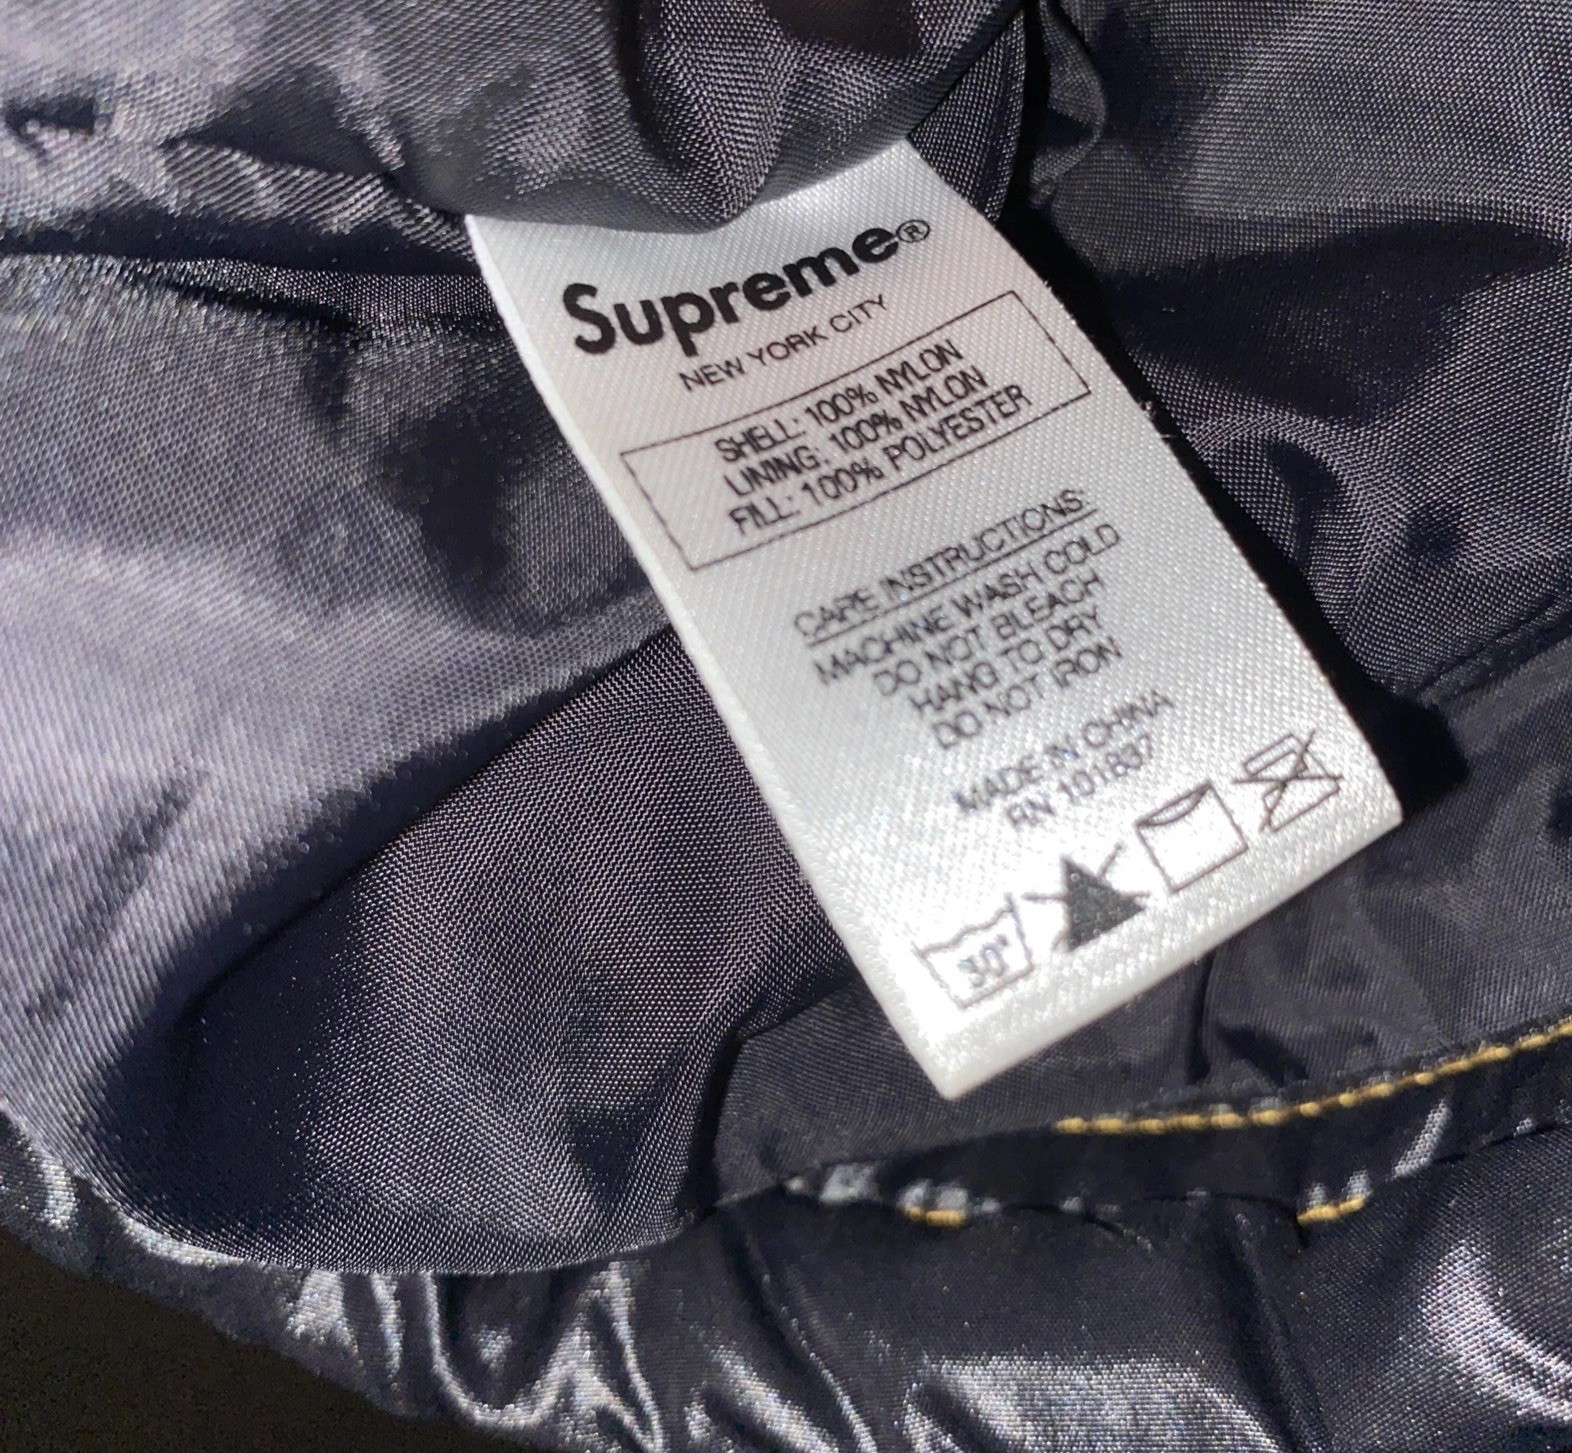 Supreme®
NEW YORK CITY
SHELL: 100% NYLON
LINING: 100% NYLON
FILL: 100% POLYESTER
CARE INSTRUCTIONS:
MACHINE WASH COLD
DO NOT BLEACH
HANG TO DRY
DO NOT IRON
MADE IN CHINA
RN 101837
30°